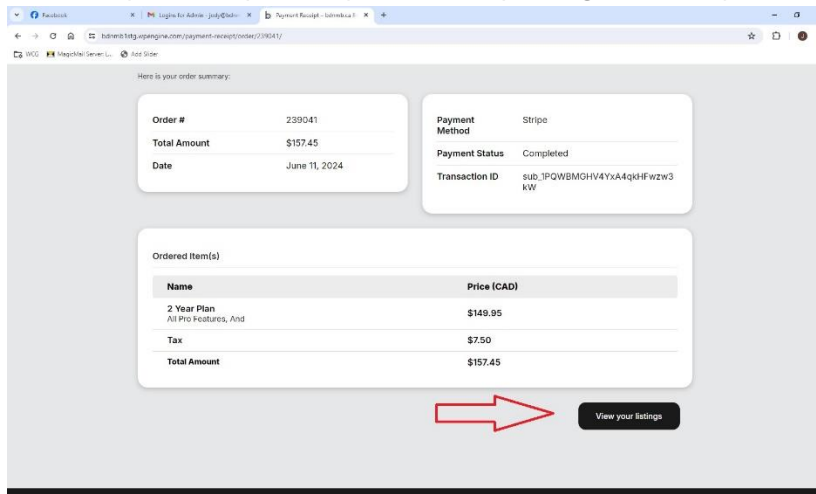 Facebook
Logins for Admin - judy@bdnm
Payment Receipt - bdnmb.ca
bdnmb1stg.wpengine.com/payment-receipt/order/239041/
WCG
MagicMail Server: L...
Add Slider
Here is your order summary:
Order # 239041
Total Amount $157.45
Date June 11, 2024
Payment Method Stripe
Payment Status Completed
Transaction ID sub_1PQWBMGHV4YxA4qkHFwzw3
kW
Ordered Item(s)
Name Price (CAD)
2 Year Plan $149.95
All Pro Features, And
Tax $7.50
Total Amount $157.45
View your listings